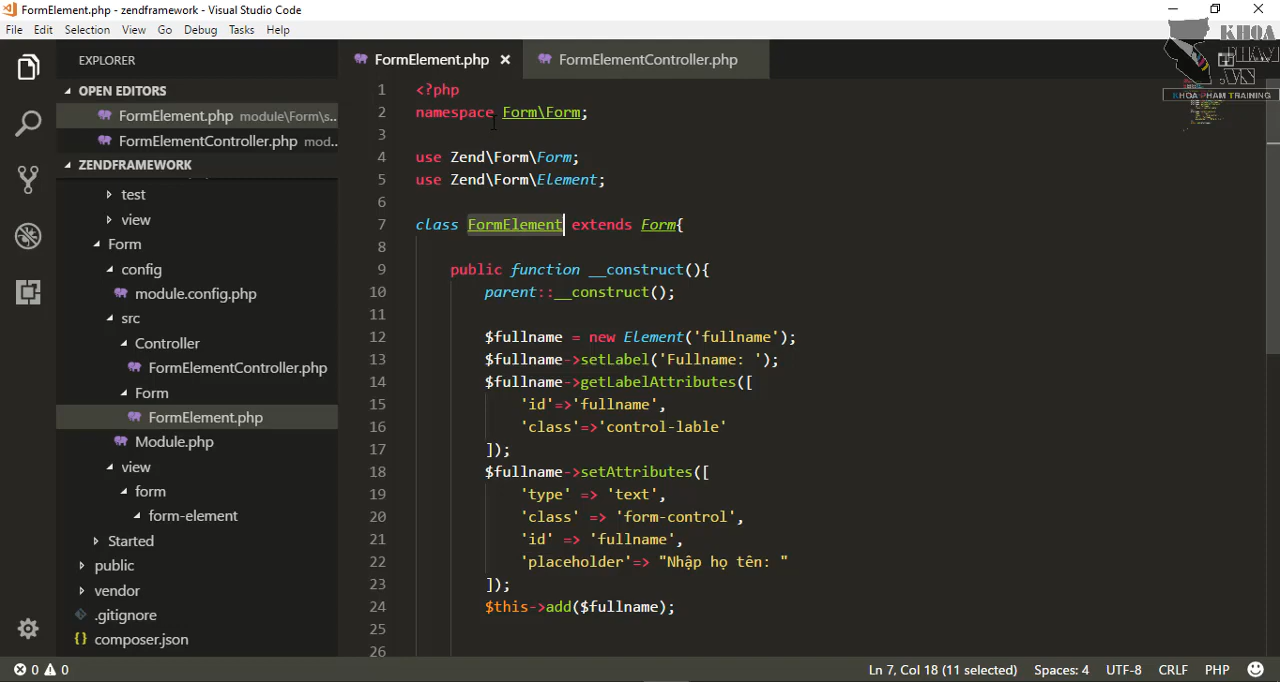 FormElement.php - zendframework - Visual Studio Code
File Edit Selection View Go Debug Tasks Help
KHOA
PHAM
.VN
KHOA PHAM TRAINING
EXPLORER
OPEN EDITORS
FormElement.php module\Form\s...
FormElementController.php mod...
ZENDFRAMEWORK
test
view
Form
config
module.config.php
src
Controller
FormElementController.php
Form
FormElement.php
Module.php
view
form
form-element
Started
public
vendor
.gitignore
{} composer.json
FormElement.php × FormElementController.php
1 <?php
2 namespace Form\Form;
3
4 use Zend\Form\Form;
5 use Zend\Form\Element;
6
7 class FormElement extends Form{
8
9 public function __construct(){
10 parent::__construct();
11
12 $fullname = new Element('fullname');
13 $fullname->setLabel('Fullname: ');
14 $fullname->getLabelAttributes([
15 'id'=>'fullname',
16 'class'=>'control-lable'
17 ]);
18 $fullname->setAttributes([
19 'type' => 'text',
20 'class' => 'form-control',
21 'id' => 'fullname',
22 'placeholder'=> "Nhập họ tên: "
23 ]);
24 $this->add($fullname);
25
26
0 0 Ln 7, Col 18 (11 selected) Spaces: 4 UTF-8 CRLF PHP